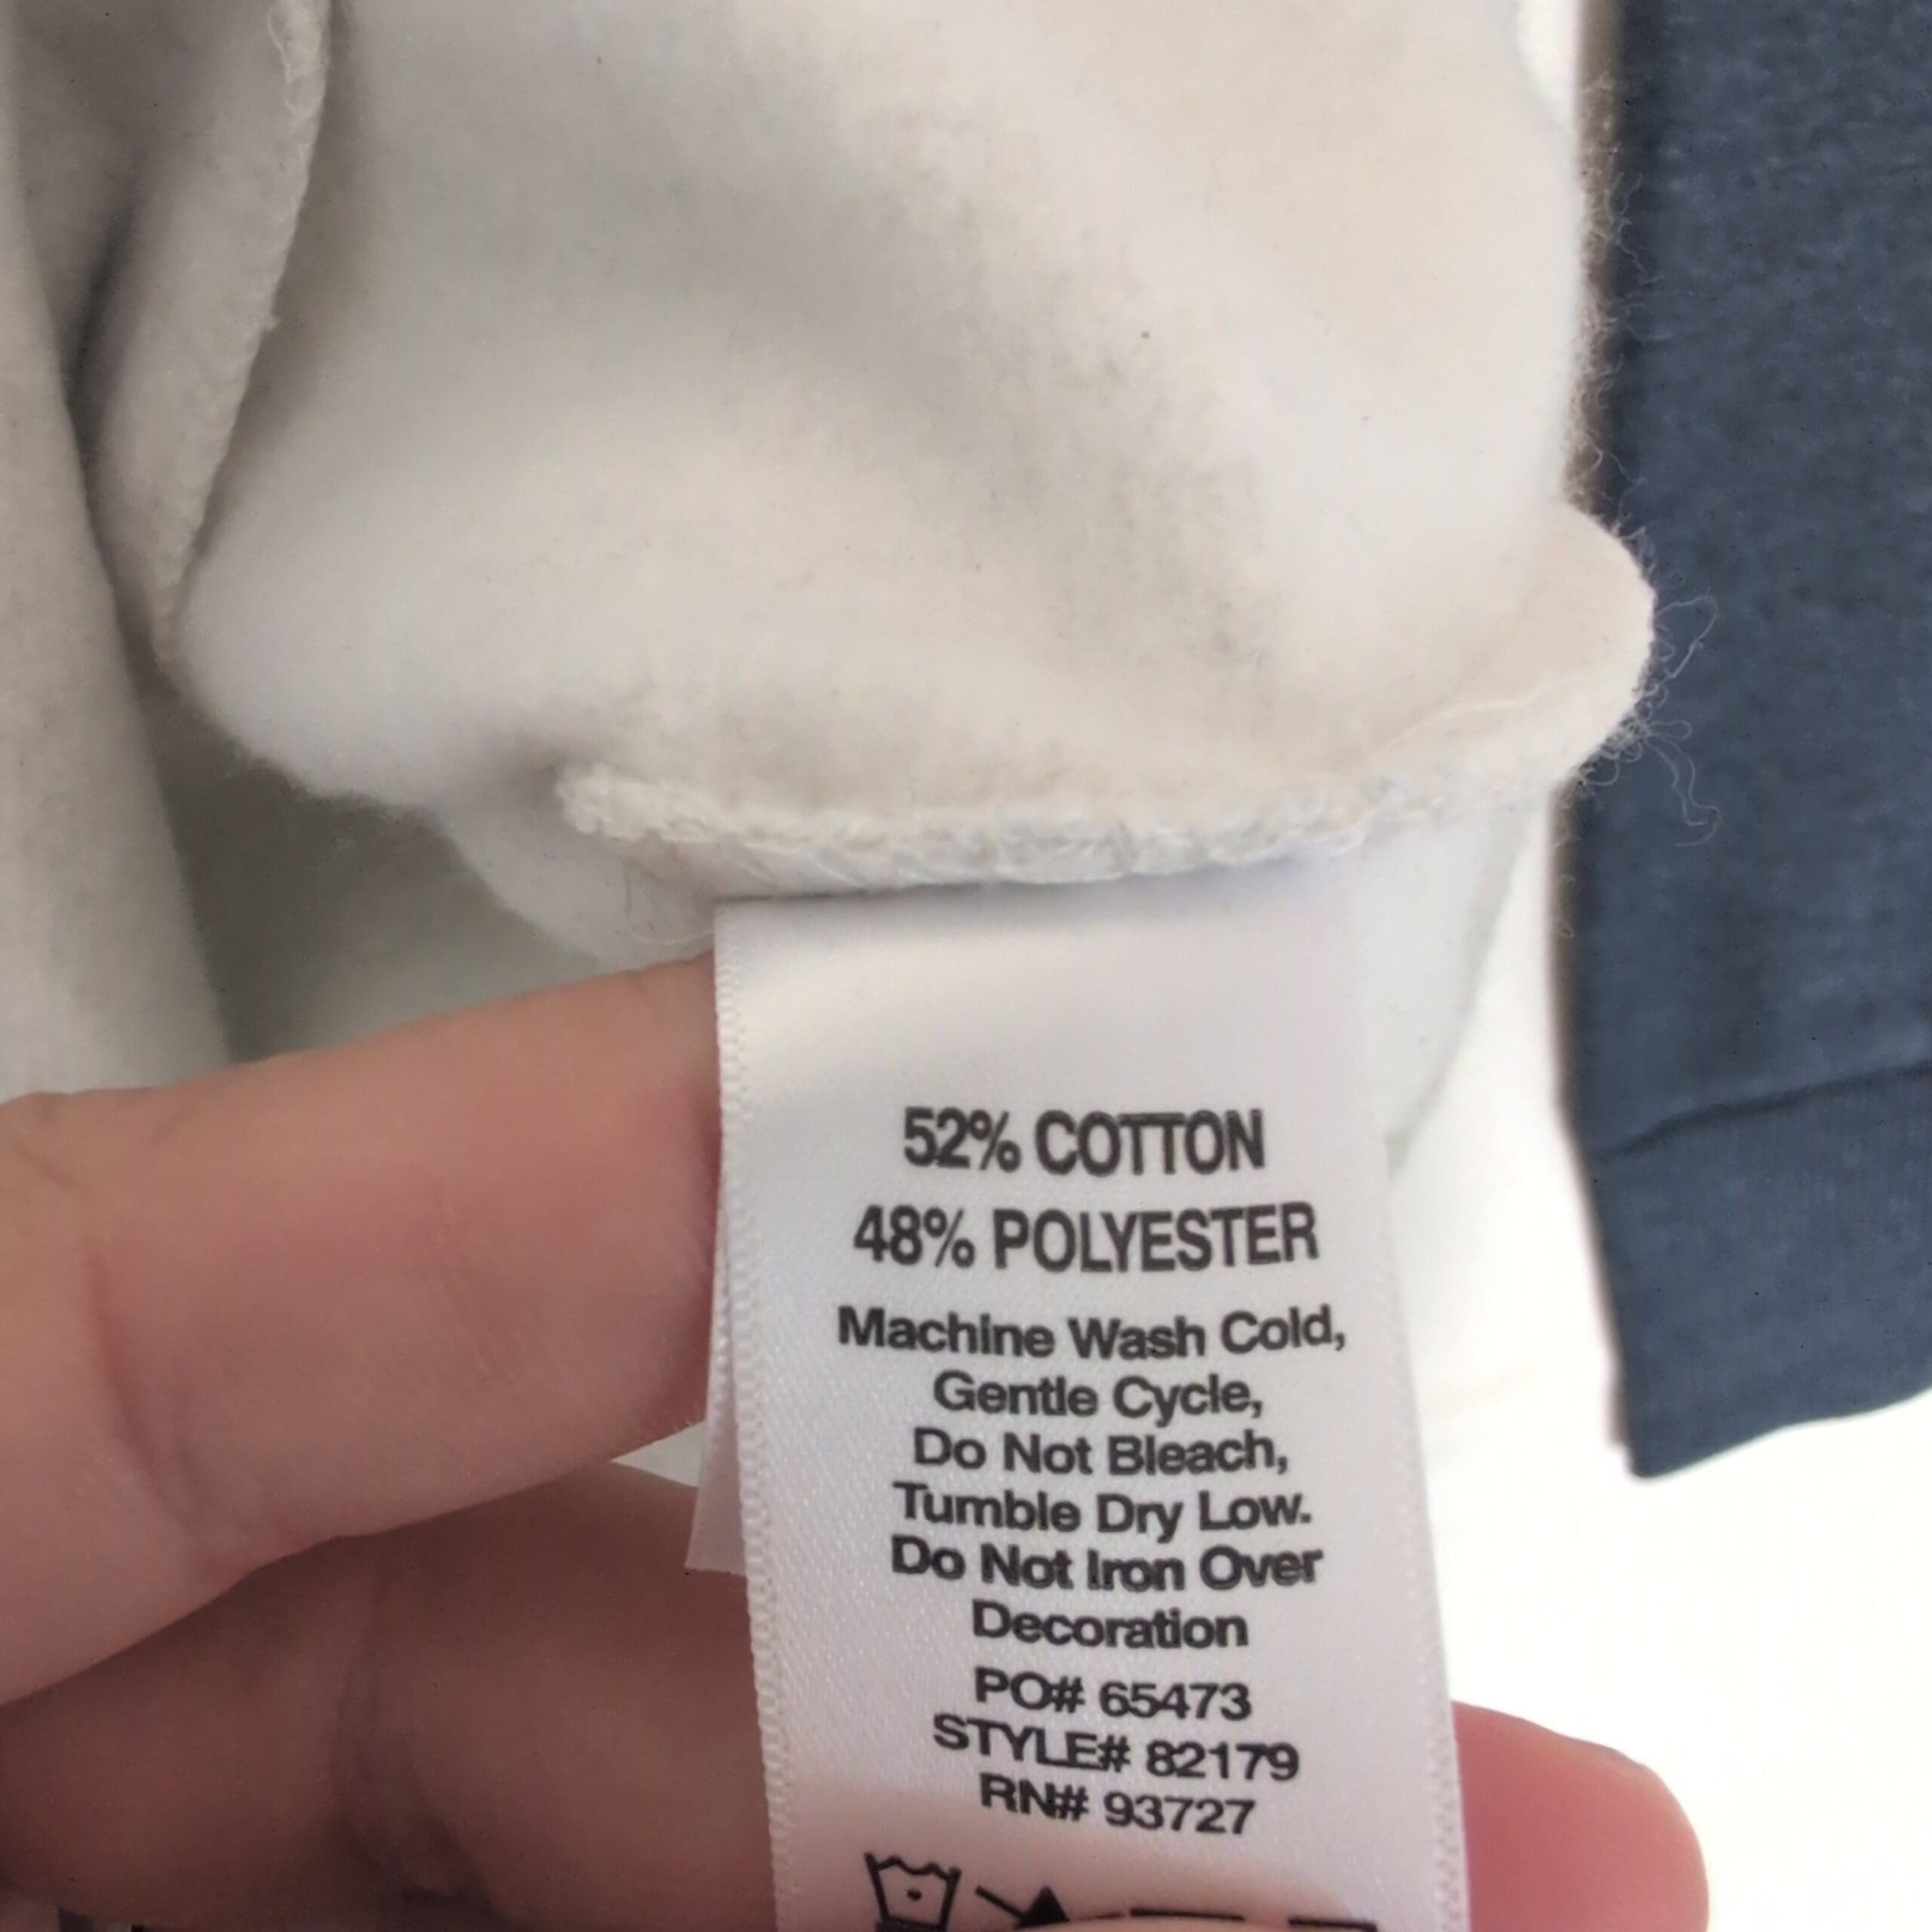 52% COTTON
48% POLYESTER
Machine Wash Cold,
Gentle Cycle,
Do Not Bleach,
Tumble Dry Low.
Do Not Iron Over
Decoration
PO# 65473
STYLE# 82179
RN# 93727